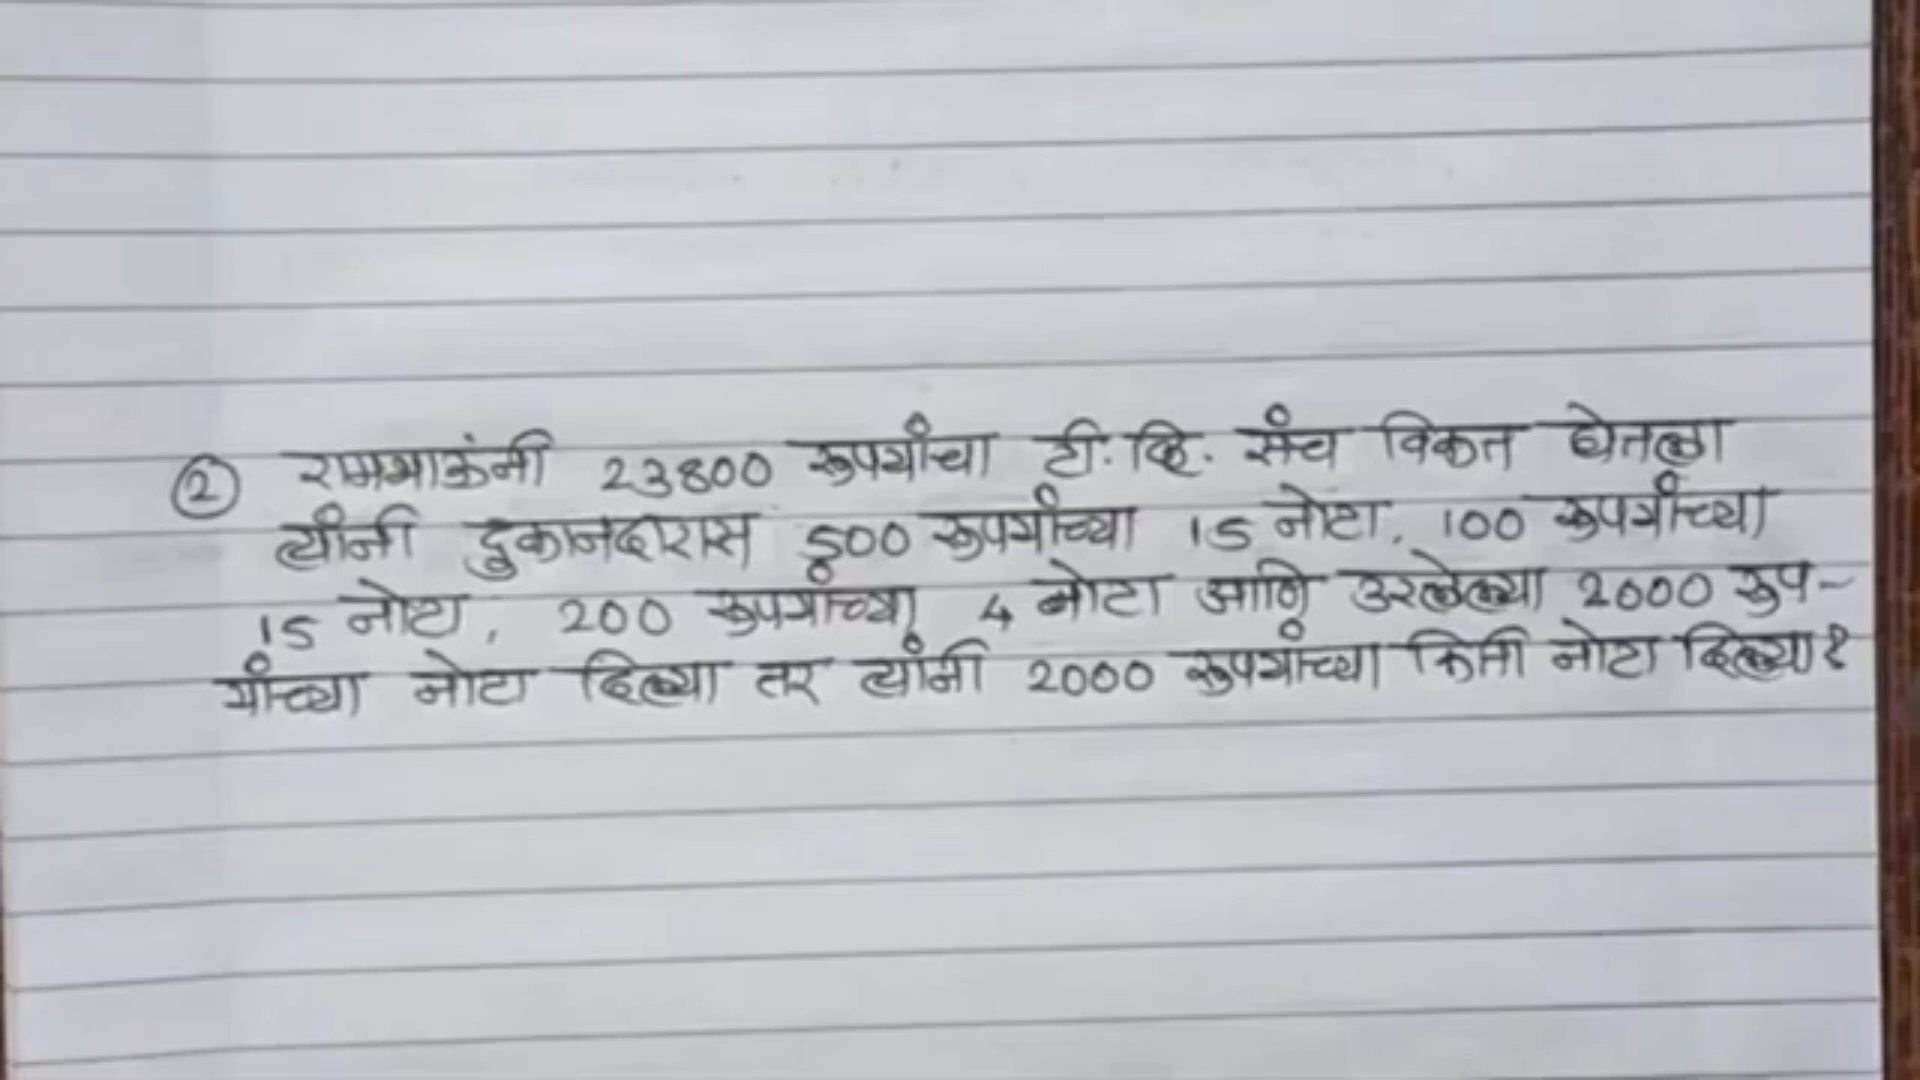 ② रामभाऊंनी 23800 रुपयांचा टी. व्हि. संच विकत घेतला
त्यांनी दुकानदारास 500 रुपयांच्या 15 नोटा, 100 रुपयांच्या
15 नोटा, 200 रुपयांच्या 4 नोटा आणि उरलेल्या 2000 रुप-
यांच्या नोटा दिल्या तर त्यांनी 2000 रुपयांच्या किती नोटा दिल्या?